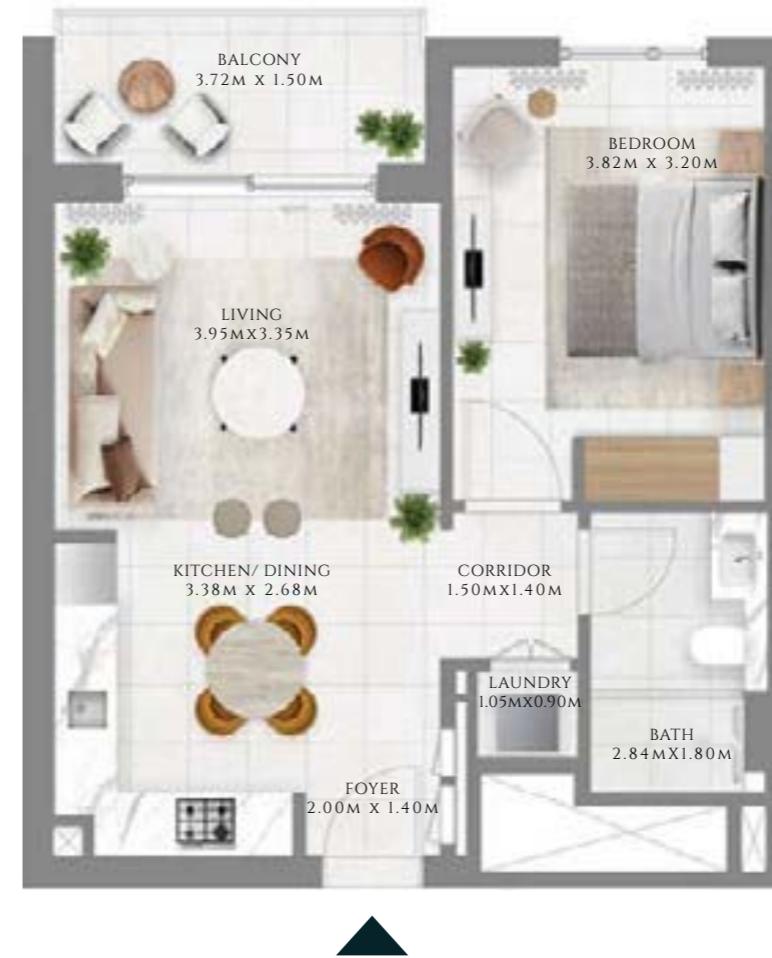 BALCONY
3.72M X 1.50M
BEDROOM
3.82M X 3.20M
LIVING
3.95MX3.35M
KITCHEN/ DINING
3.38M X 2.68M
CORRIDOR
1.50MX1.40M
LAUNDRY
1.05MX0.90M
BATH
2.84MX1.80M
FOYER
2.00M X 1.40M